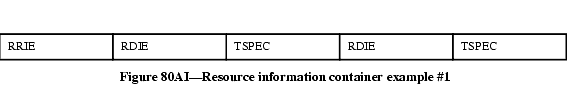 RRIE RDIE TSPEC RDIE TSPEC
Figure 80AI—Resource information container example #1